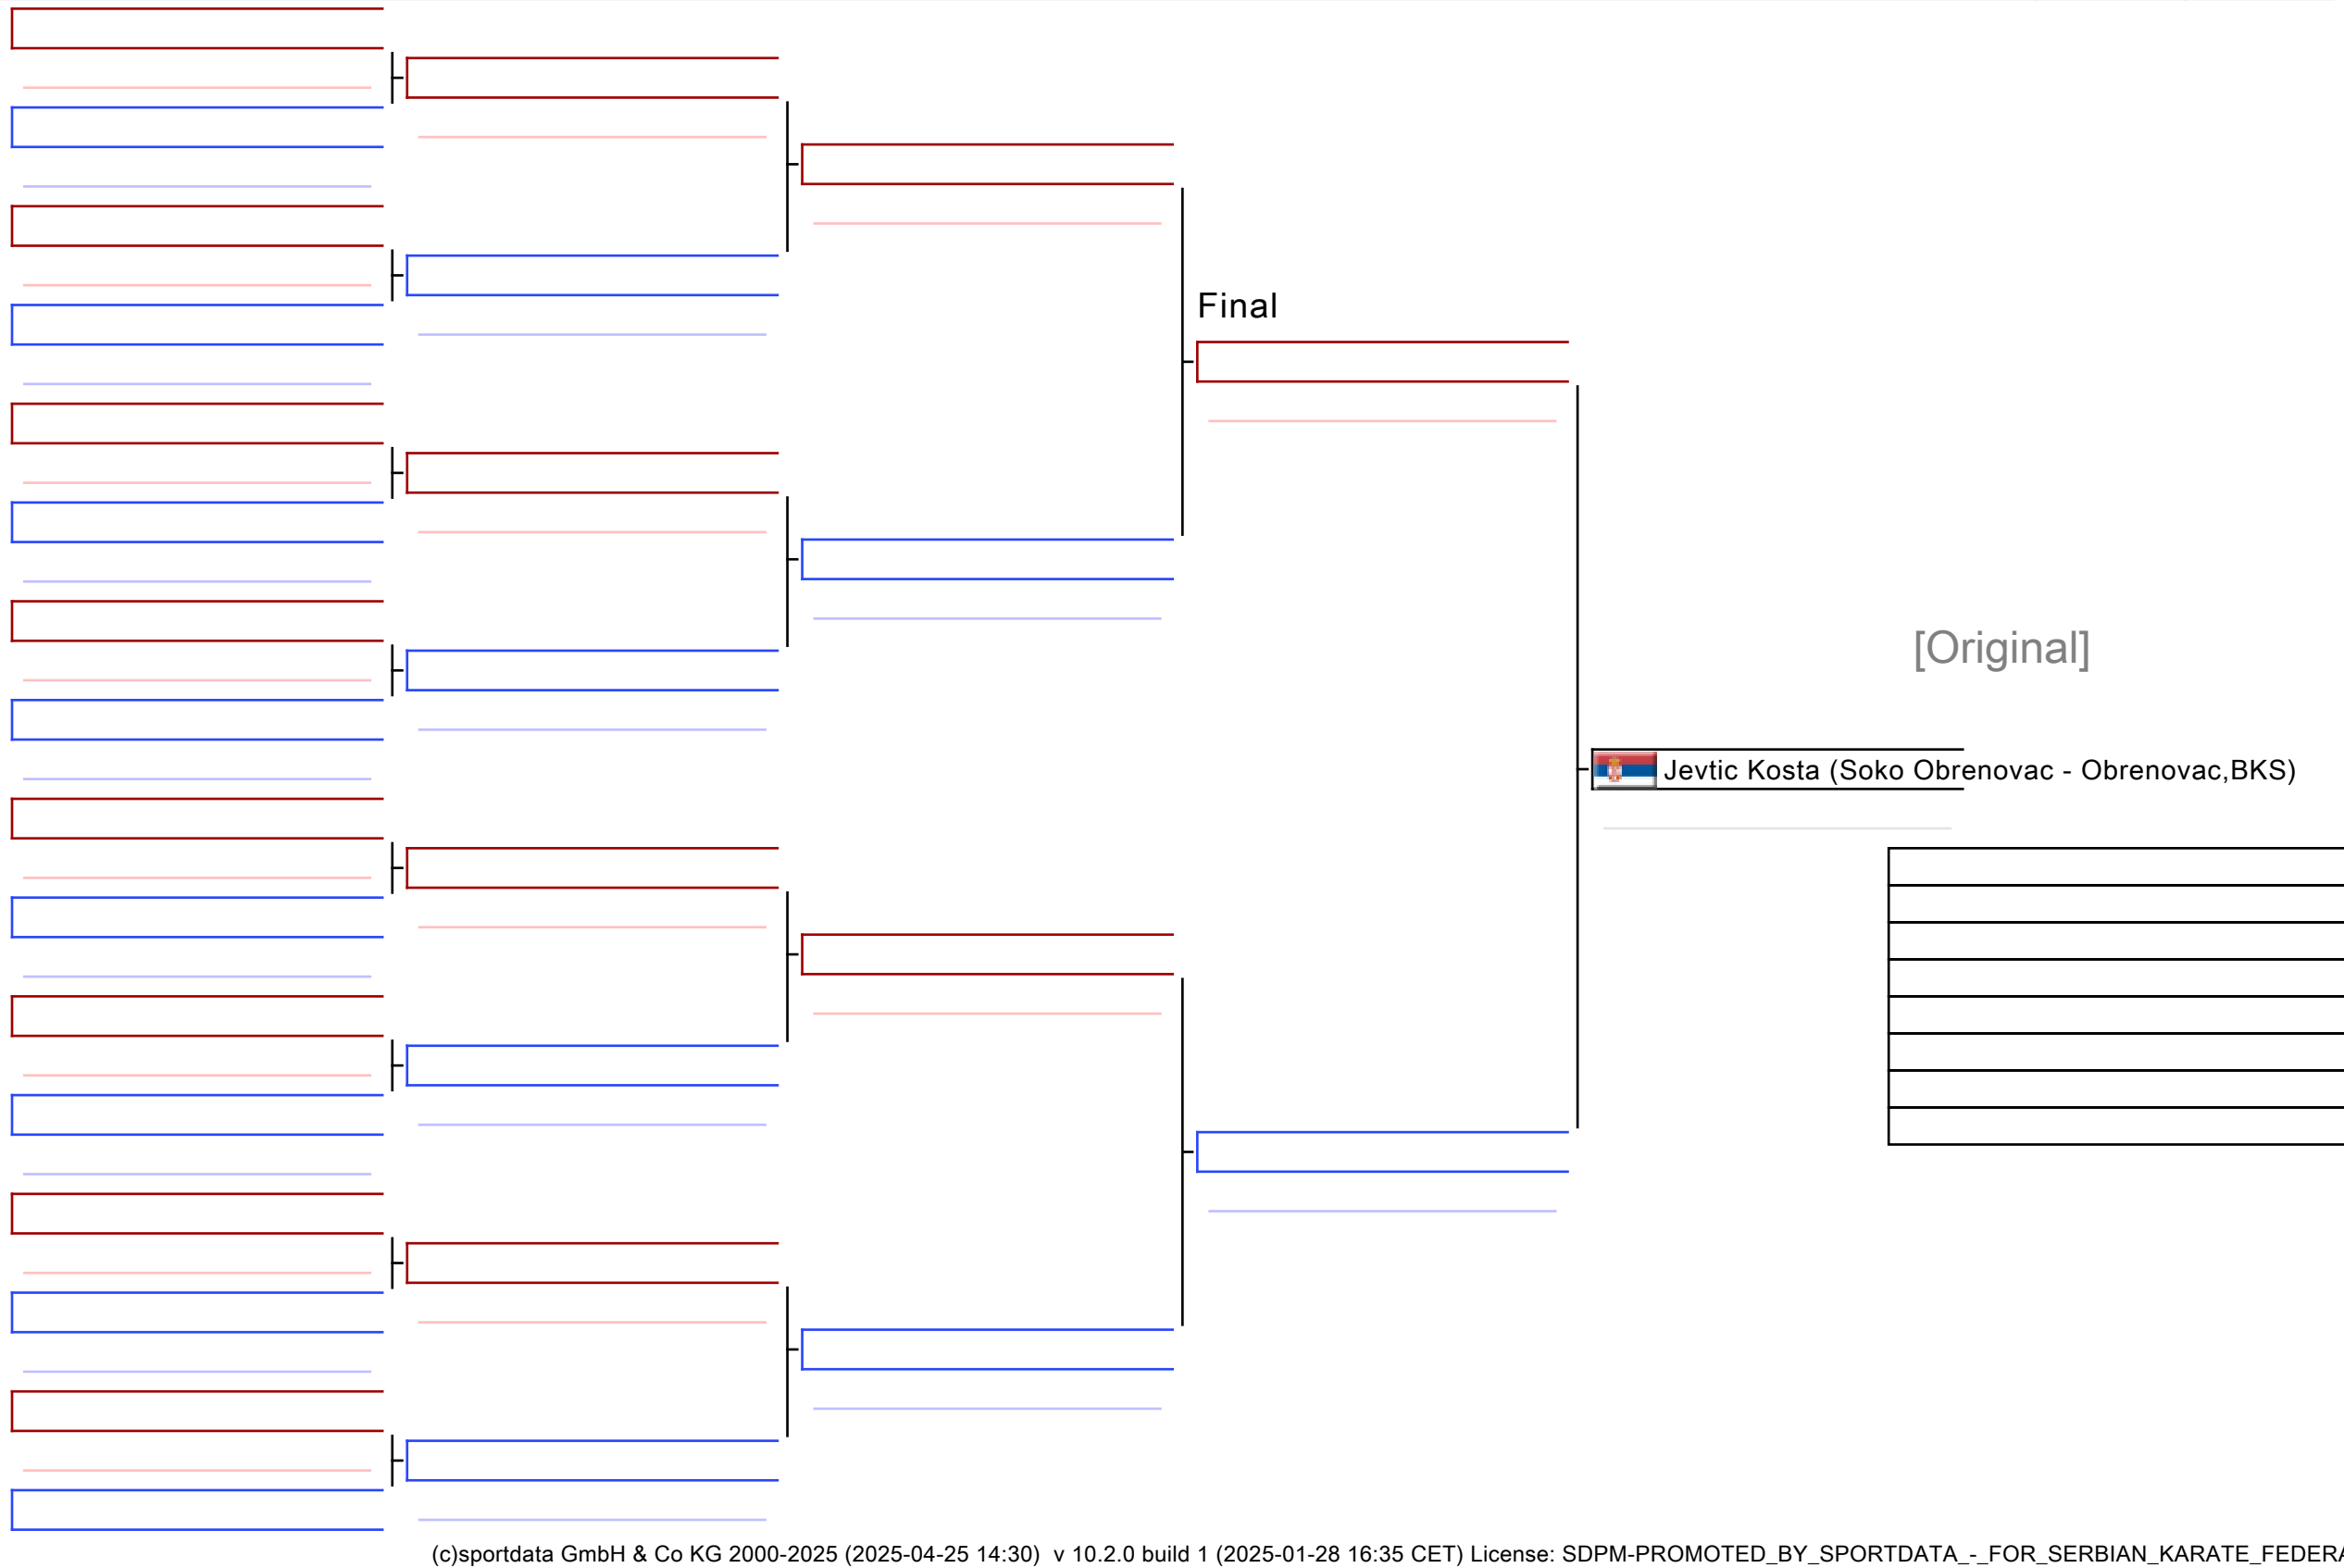 Final
[Original]
Jevtic Kosta (Soko Obrenovac - Obrenovac,BKS)
(c)sportdata GmbH & Co KG 2000-2025 (2025-04-25 14:30) v 10.2.0 build 1 (2025-01-28 16:35 CET) License: SDPM-PROMOTED_BY_SPORTDATA_-_FOR_SERBIAN_KARATE_FEDERA